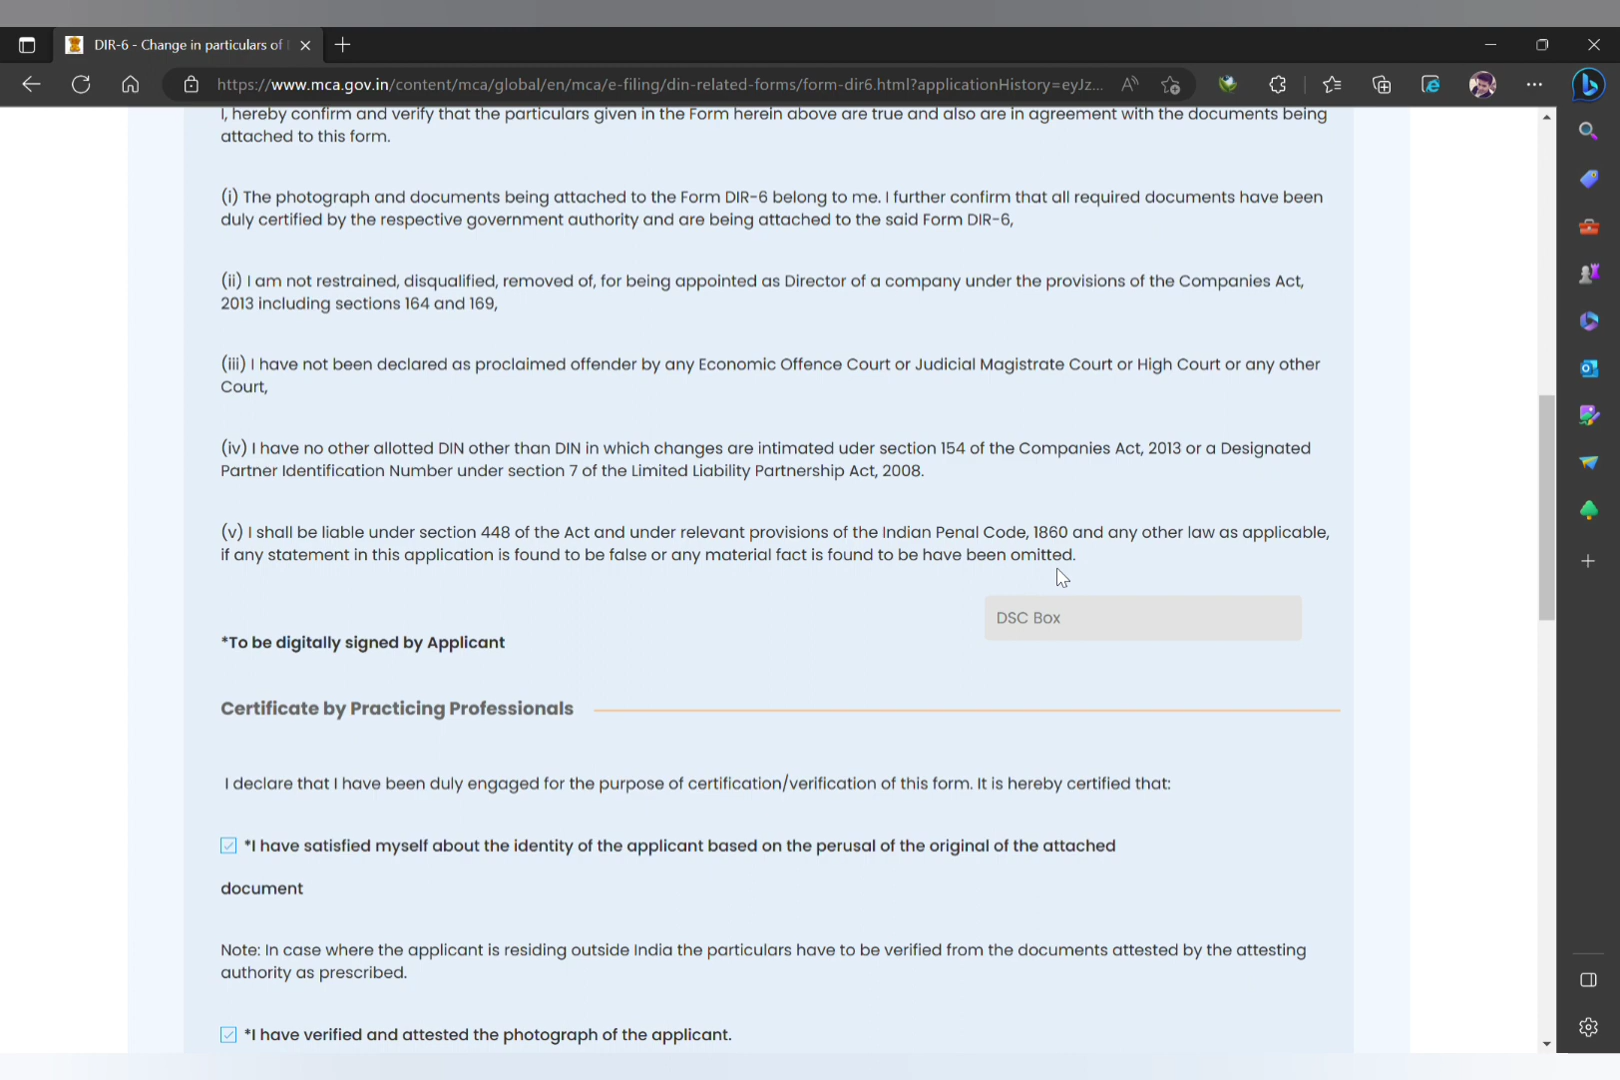 DIR-6 - Change in particulars of
https://www.mca.gov.in/content/mca/global/en/mca/e-filing/din-related-forms/form-dir6.html?applicationHistory=eyJz...
I, hereby confirm and verify that the particulars given in the Form herein above are true and also are in agreement with the documents being
attached to this form.
(i) The photograph and documents being attached to the Form DIR-6 belong to me. I further confirm that all required documents have been
duly certified by the respective government authority and are being attached to the said Form DIR-6,
(ii) I am not restrained, disqualified, removed of, for being appointed as Director of a company under the provisions of the Companies Act,
2013 including sections 164 and 169,
(iii) I have not been declared as proclaimed offender by any Economic Offence Court or Judicial Magistrate Court or High Court or any other
Court,
(iv) I have no other allotted DIN other than DIN in which changes are intimated uder section 154 of the Companies Act, 2013 or a Designated
Partner Identification Number under section 7 of the Limited Liability Partnership Act, 2008.
(v) I shall be liable under section 448 of the Act and under relevant provisions of the Indian Penal Code, 1860 and any other law as applicable,
if any statement in this application is found to be false or any material fact is found to be have been omitted.
DSC Box
*To be digitally signed by Applicant
Certificate by Practicing Professionals
I declare that I have been duly engaged for the purpose of certification/verification of this form. It is hereby certified that:
*I have satisfied myself about the identity of the applicant based on the perusal of the original of the attached
document
Note: In case where the applicant is residing outside India the particulars have to be verified from the documents attested by the attesting
authority as prescribed.
*I have verified and attested the photograph of the applicant.